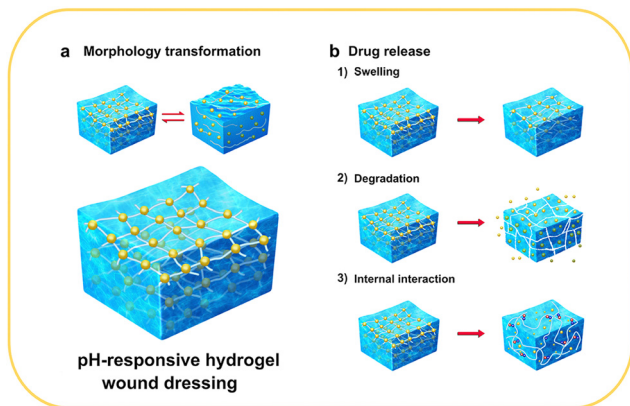 a Morphology transformation
pH-responsive hydrogel
wound dressing
b Drug release
1) Swelling
2) Degradation
3) Internal interaction